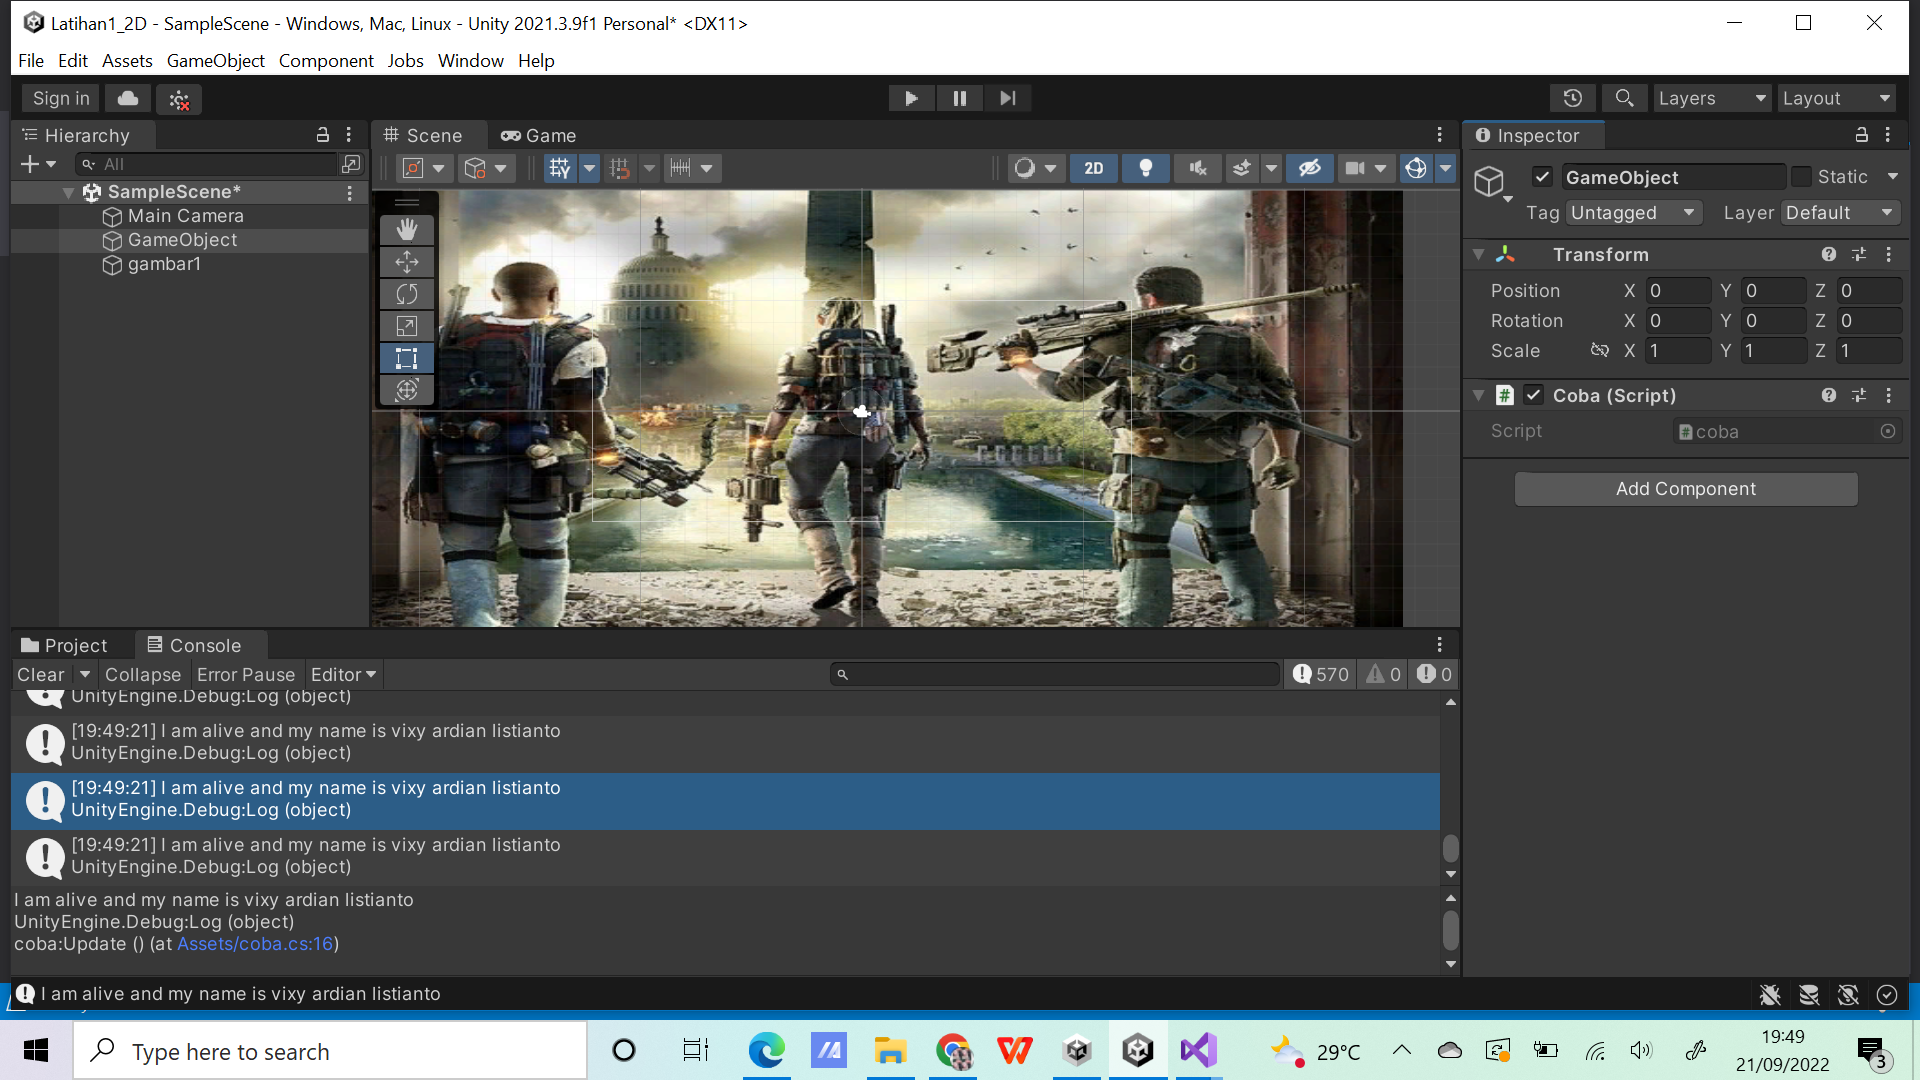 Latihan1_2D - SampleScene - Windows, Mac, Linux - Unity 2021.3.9f1 Personal* <DX11>
File Edit Assets GameObject Component Jobs Window Help
Sign in Layers Layout
Hierarchy Scene Game Inspector
All 2D GameObject Static
SampleScene*
Main Camera Tag Untagged Layer Default
GameObject
gambar1 Transform
Position X 0 Y 0 Z 0
Rotation X 0 Y 0 Z 0
Scale X 1 Y 1 Z 1
# Coba (Script)
Script # coba
Add Component
Project Console
Clear Collapse Error Pause Editor 570 0 0
UnityEngine.Debug:Log (object)
[19:49:21] I am alive and my name is vixy ardian listianto
UnityEngine.Debug:Log (object)
[19:49:21] I am alive and my name is vixy ardian listianto
UnityEngine.Debug:Log (object)
[19:49:21] I am alive and my name is vixy ardian listianto
UnityEngine.Debug:Log (object)
I am alive and my name is vixy ardian listianto
UnityEngine.Debug:Log (object)
coba:Update () (at Assets/coba.cs:16)
I am alive and my name is vixy ardian listianto
Type here to search 29°C 19:49
21/09/2022 3